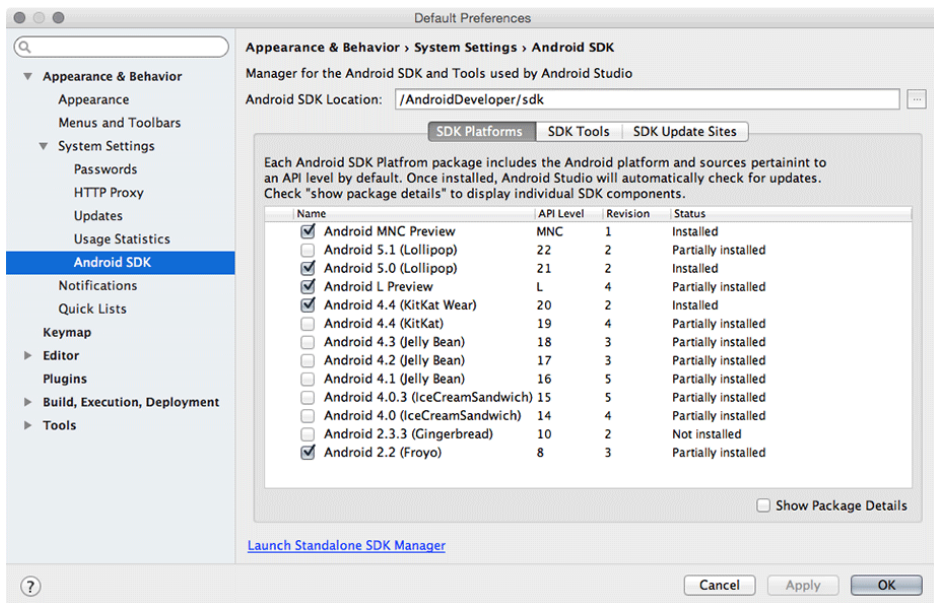 Default Preferences
Appearance & Behavior
Appearance
Menus and Toolbars
System Settings
Passwords
HTTP Proxy
Updates
Usage Statistics
Android SDK
Notifications
Quick Lists
Keymap
Editor
Plugins
Build, Execution, Deployment
Tools
Appearance & Behavior › System Settings › Android SDK
Manager for the Android SDK and Tools used by Android Studio
Android SDK Location: /AndroidDeveloper/sdk ...
SDK Platforms SDK Tools SDK Update Sites
Each Android SDK Platfrom package includes the Android platform and sources pertainint to
an API level by default. Once installed, Android Studio will automatically check for updates.
Check "show package details" to display individual SDK components.
Name API Level Revision Status
Android MNC Preview MNC 1 Installed
Android 5.1 (Lollipop) 22 2 Partially installed
Android 5.0 (Lollipop) 21 2 Installed
Android L Preview L 4 Partially installed
Android 4.4 (KitKat Wear) 20 2 Installed
Android 4.4 (KitKat) 19 4 Partially installed
Android 4.3 (Jelly Bean) 18 3 Partially installed
Android 4.2 (Jelly Bean) 17 3 Partially installed
Android 4.1 (Jelly Bean) 16 5 Partially installed
Android 4.0.3 (IceCreamSandwich) 15 5 Partially installed
Android 4.0 (IceCreamSandwich) 14 4 Partially installed
Android 2.3.3 (Gingerbread) 10 2 Not installed
Android 2.2 (Froyo) 8 3 Partially installed
Show Package Details
Launch Standalone SDK Manager
? Cancel Apply OK